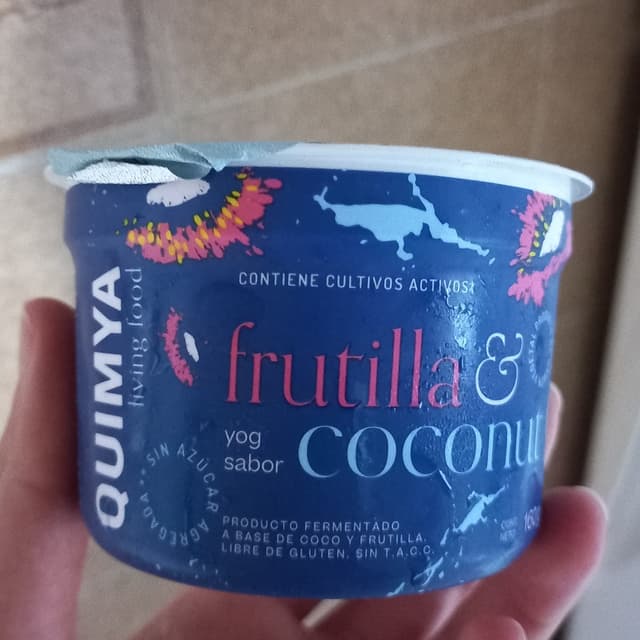 QUIMYA
living food
CONTIENE CULTIVOS ACTIVOS
frutilla &
yog
sabor
coconut
SIN AZÚCAR AGREGADA
PRODUCTO FERMENTADO
A BASE DE COCO Y FRUTILLA.
LIBRE DE GLUTEN. SIN T.A.C.C.